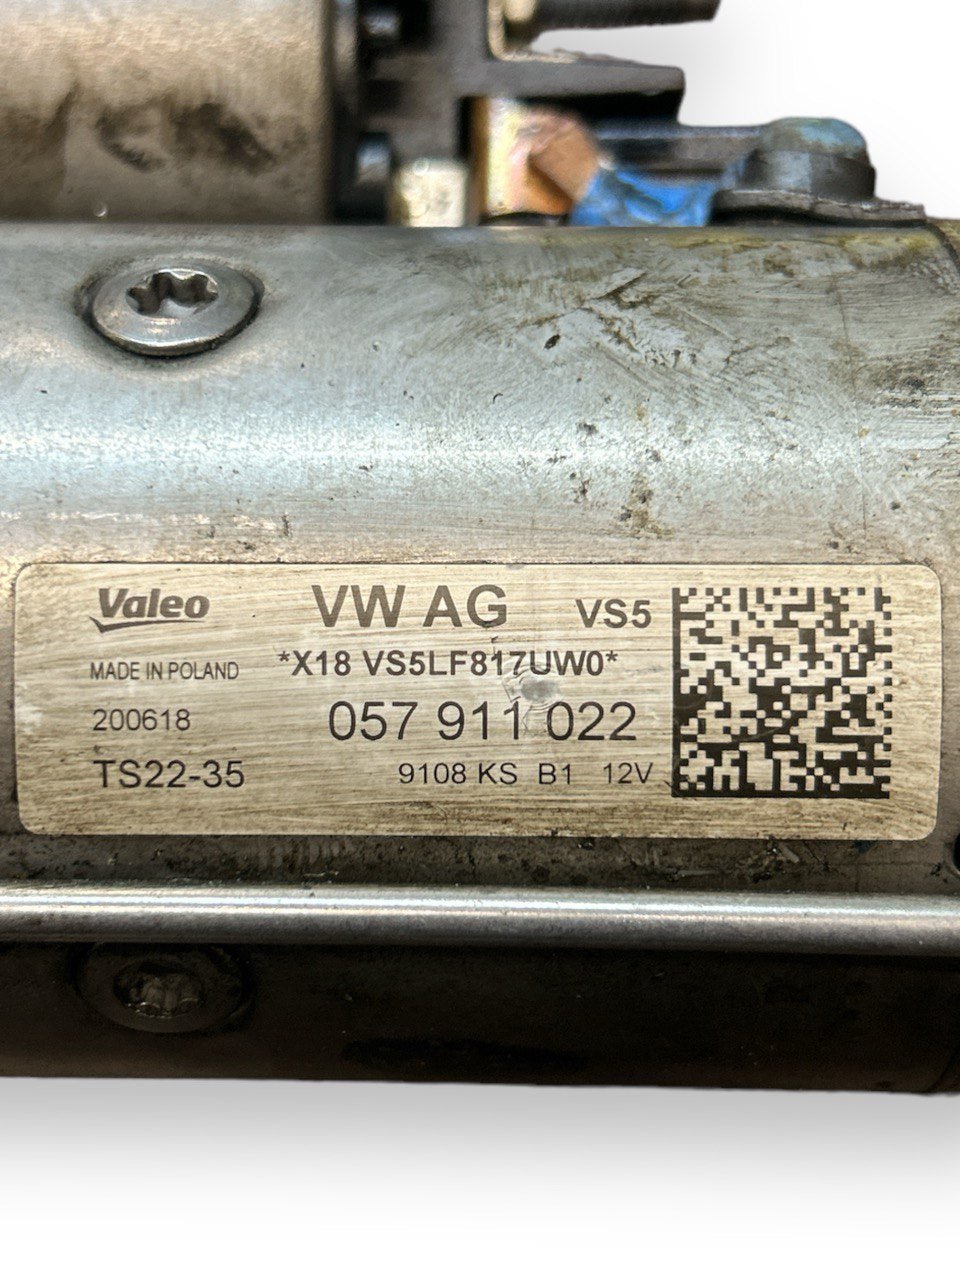 Valeo VW AG VS5
MADE IN POLAND *X18 VS5LF817UW0*
200618 057 911 022
TS22-35 9108 KS B1 12V